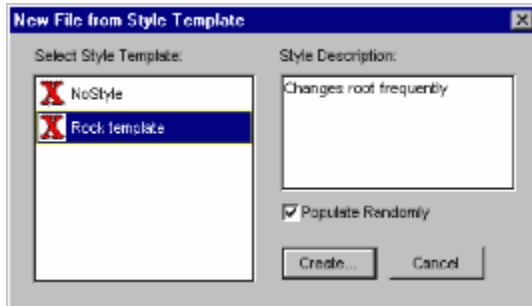 New File from Style Template
Select Style Template:
Style Description:
NoStyle
Rock template
Changes root frequently
Populate Randomly
Create...
Cancel